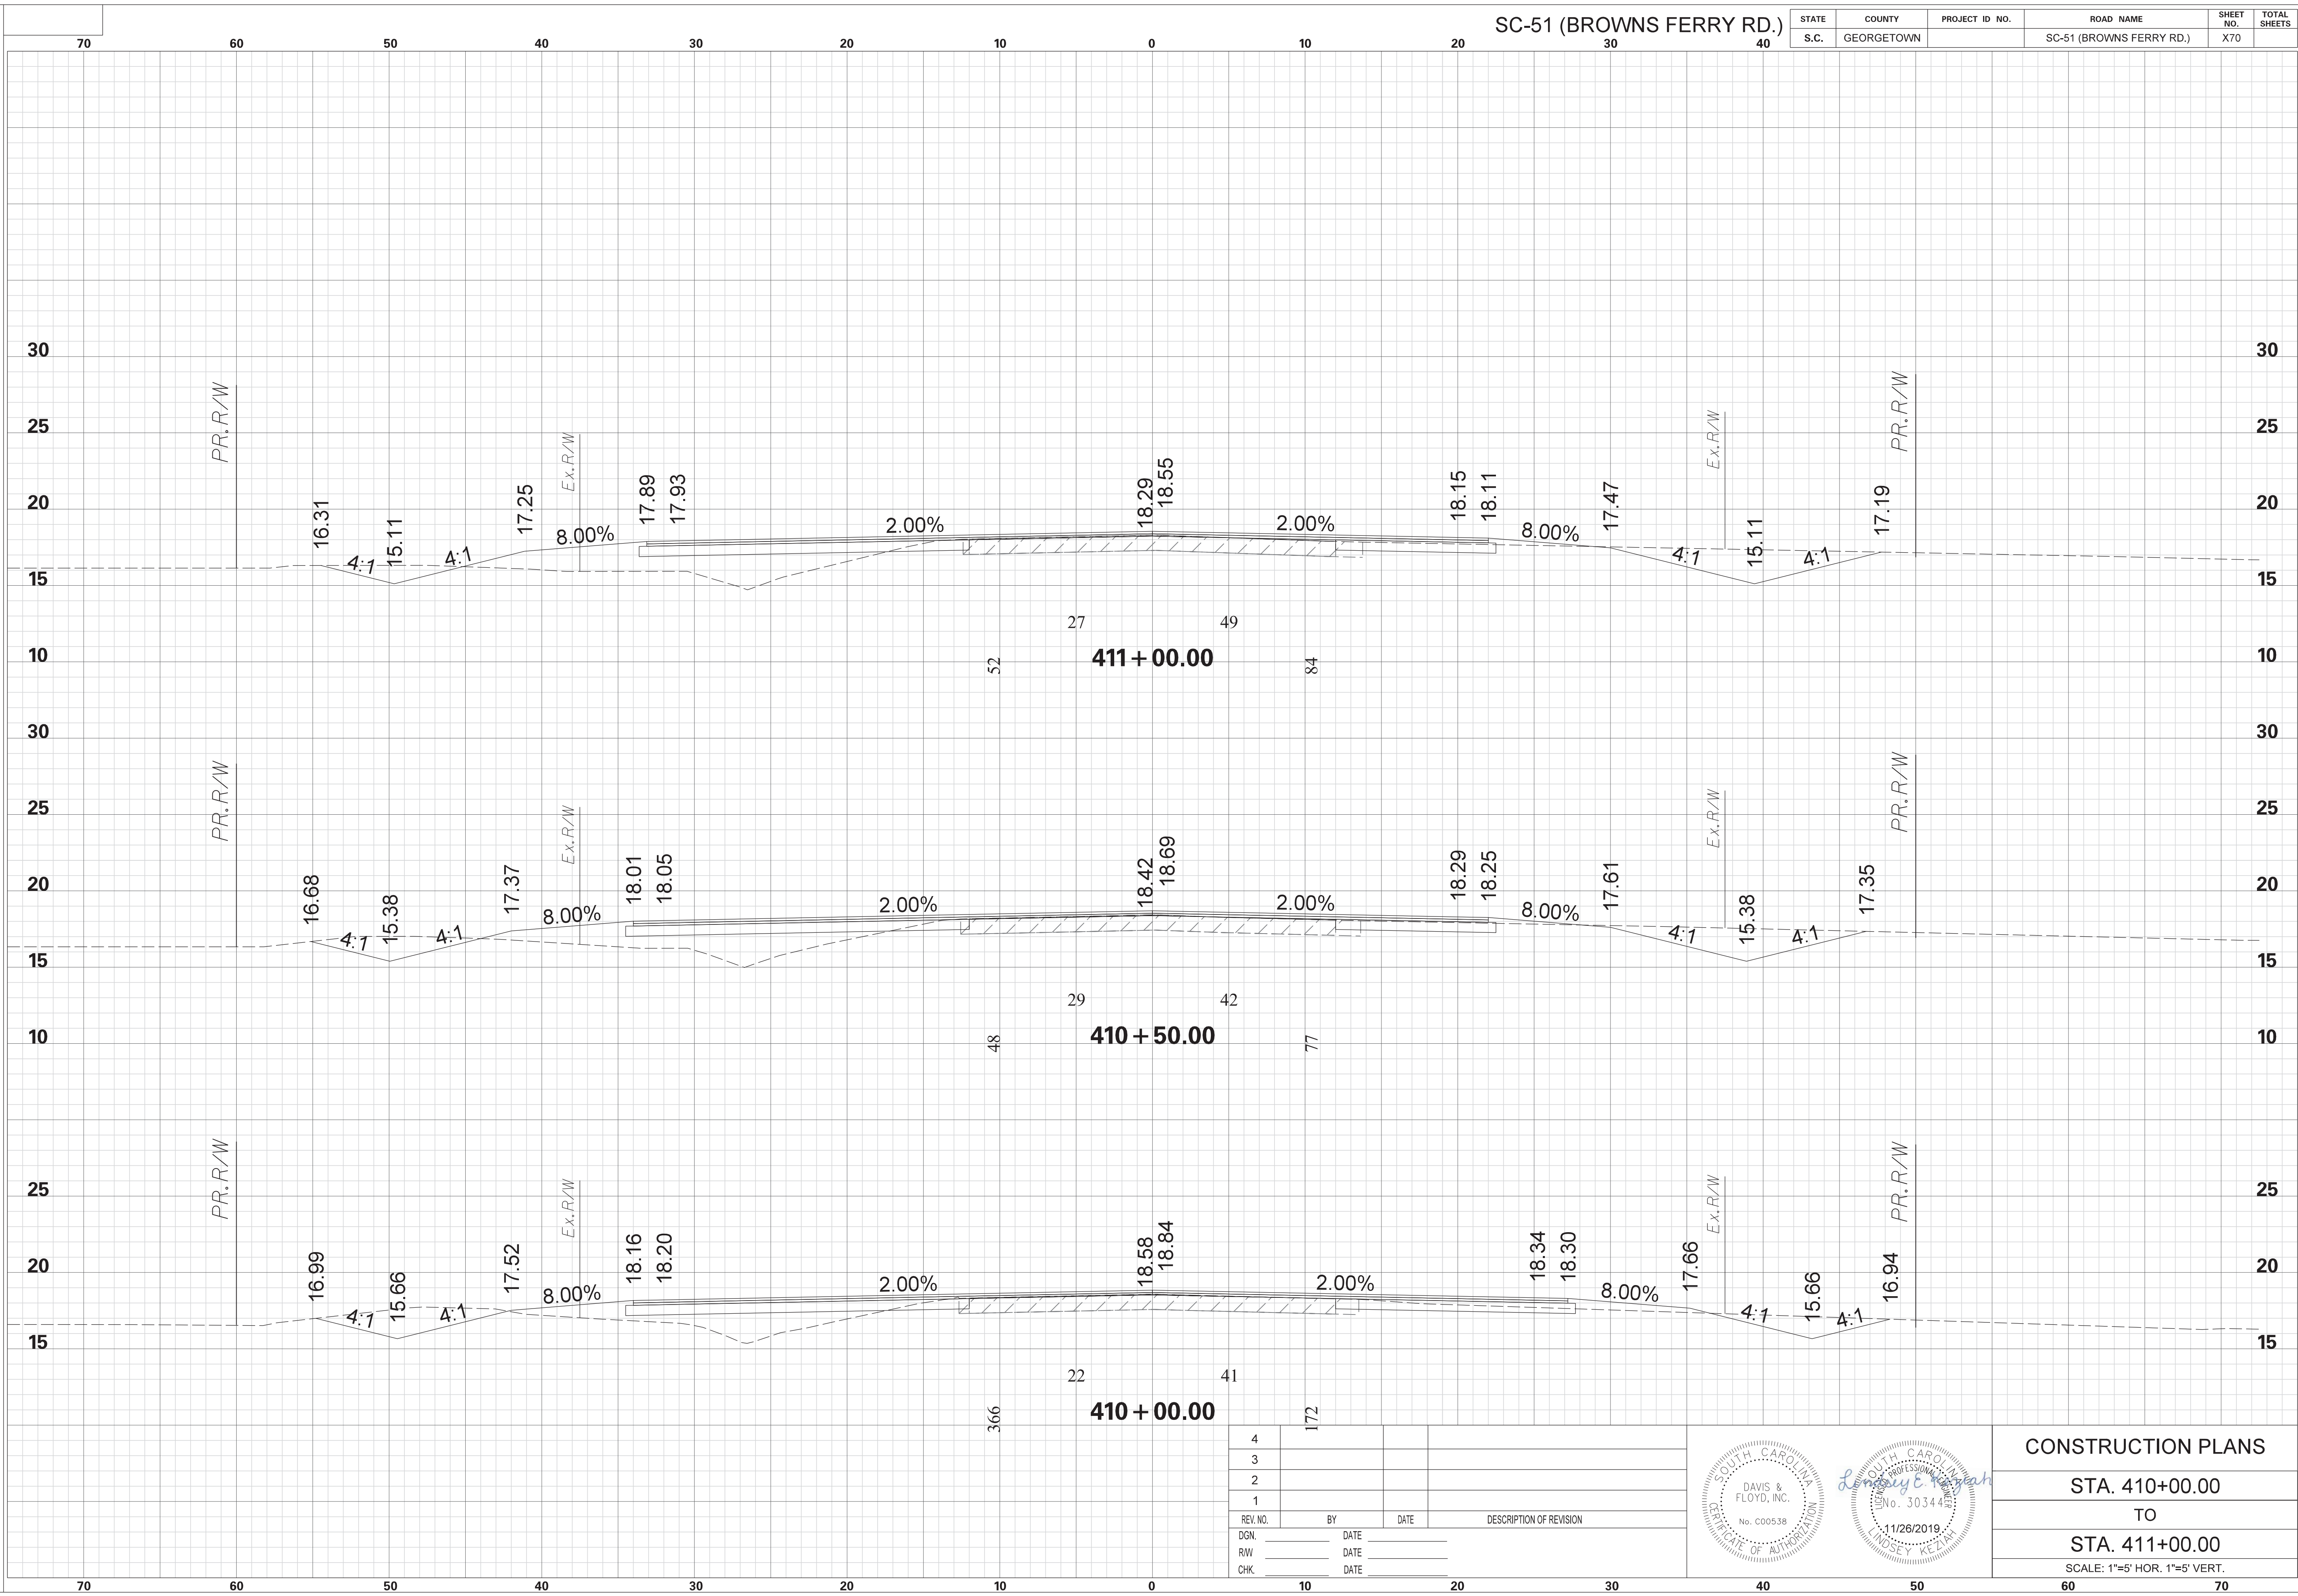 SC-51 (BROWNS FERRY RD.)
STATE COUNTY PROJECT ID NO. ROAD NAME SHEET NO. TOTAL SHEETS
S.C. GEORGETOWN SC-51 (BROWNS FERRY RD.) X70
70 60 50 40 30 20 10 0 10 20 30 40
30 30
PR.R/W Ex.R/W Ex.R/W PR.R/W
25 25
20 20
16.31 15.11 17.25 17.89 17.93 18.29 18.55 18.15 18.11 17.47 15.11 17.19
4:1 4:1 8.00% 2.00% 2.00% 8.00% 4:1 4:1
15 15
27 49
10 52 411+00.00 84 10
30 30
PR.R/W Ex.R/W Ex.R/W PR.R/W
25 25
20 20
16.68 15.38 17.37 18.01 18.05 18.42 18.69 18.29 18.25 17.61 15.38 17.35
4:1 4:1 8.00% 2.00% 2.00% 8.00% 4:1 4:1
15 15
29 42
10 48 410+50.00 77 10
PR.R/W Ex.R/W Ex.R/W PR.R/W
25 25
20 20
16.99 15.66 17.52 18.16 18.20 18.58 18.84 18.34 18.30 17.66 15.66 16.94
4:1 4:1 8.00% 2.00% 2.00% 8.00% 4:1 4:1
15 15
22 41
366 410+00.00 172
4
3
2
1
REV. NO. BY DATE DESCRIPTION OF REVISION
DGN. DATE
R/W DATE
CHK. DATE
SOUTH CAROLINA
DAVIS &
FLOYD, INC.
No. C00538
CERTIFICATE OF AUTHORIZATION
SOUTH CAROLINA
LICENSED PROFESSIONAL ENGINEER
Lindsey E. Keziah
No. 30344
11/26/2019
LINDSEY KEZIAH
CONSTRUCTION PLANS
STA. 410+00.00
TO
STA. 411+00.00
SCALE: 1"=5' HOR. 1"=5' VERT.
70 60 50 40 30 20 10 0 10 20 30 40 50 60 70